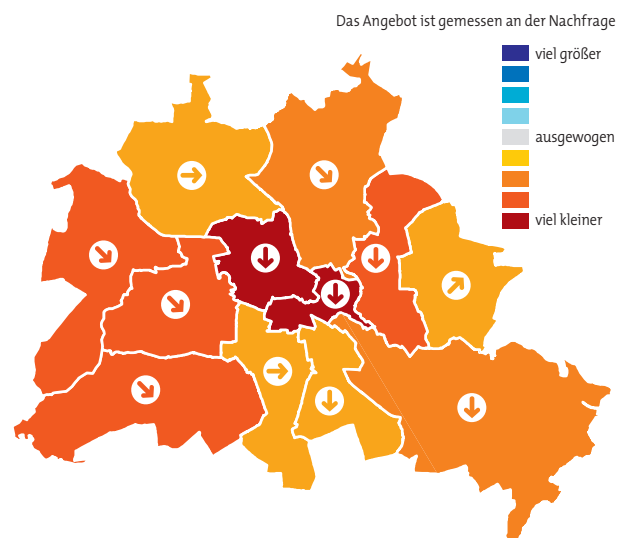 Das Angebot ist gemessen an der Nachfrage
viel größer
ausgewogen
viel kleiner